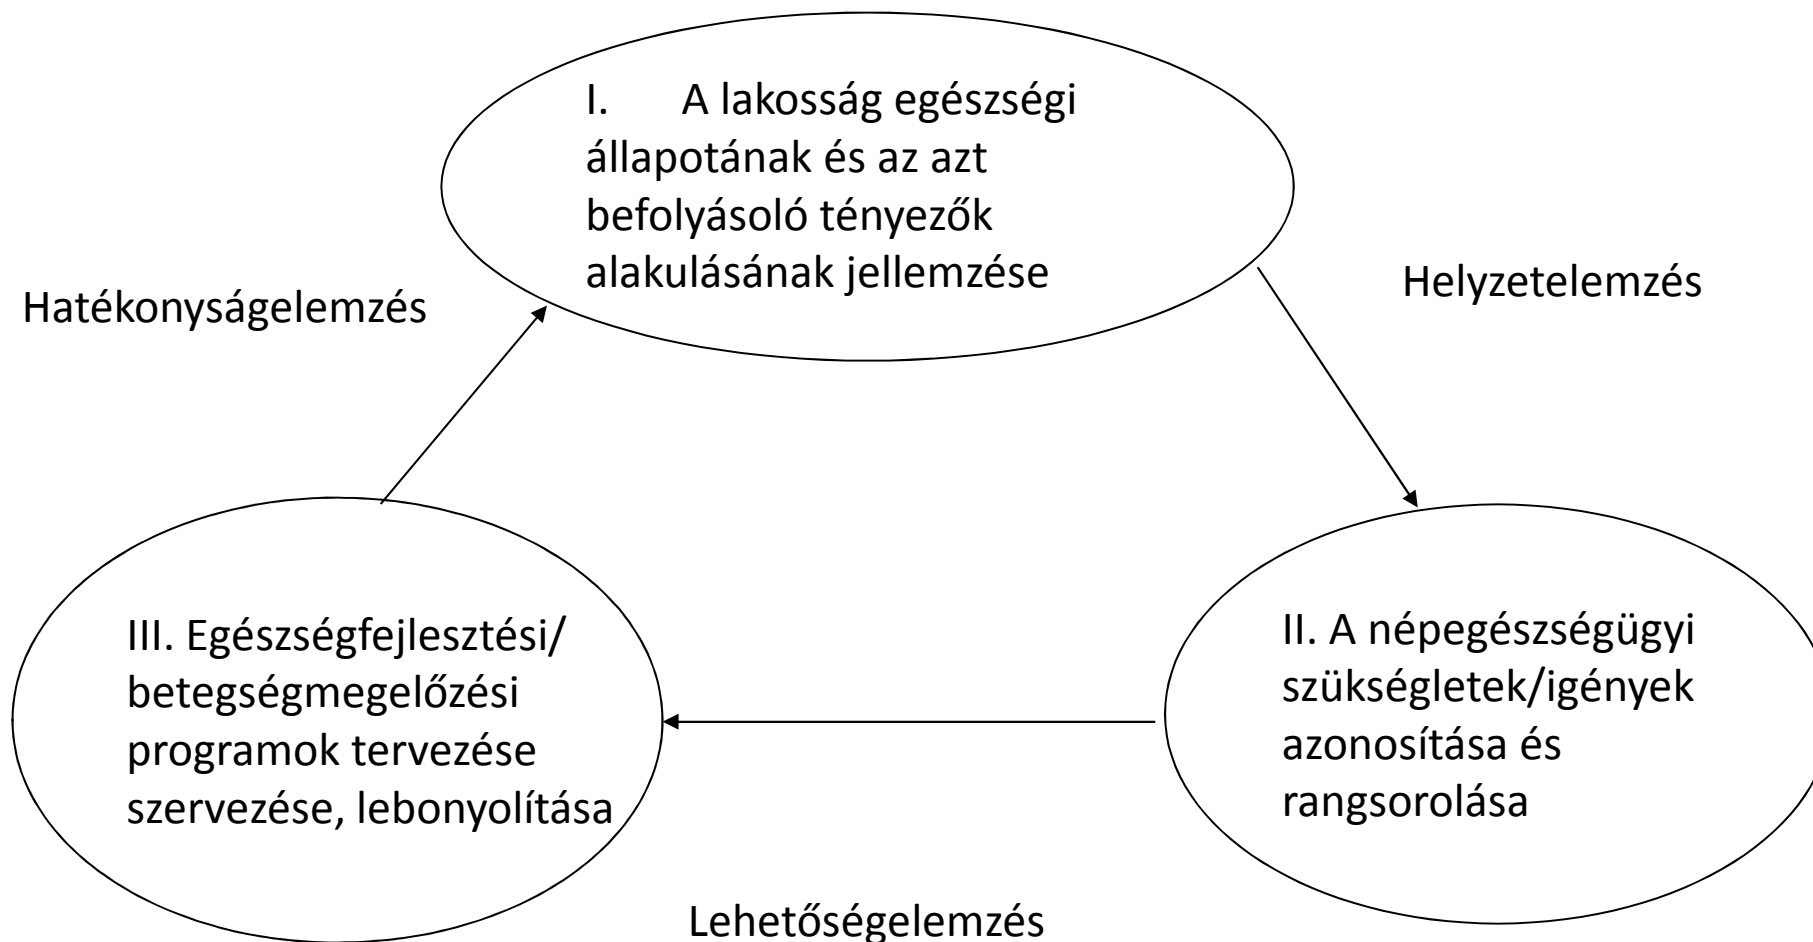 I. A lakosság egészségi
állapotának és az azt
befolyásoló tényezők
alakulásának jellemzése
Hatékonyságelemzés
Helyzetelemzés
III. Egészségfejlesztési/
betegségmegelőzési
programok tervezése
szervezése, lebonyolítása
II. A népegészségügyi
szükségletek/igények
azonosítása és
rangsorolása
Lehetőségelemzés